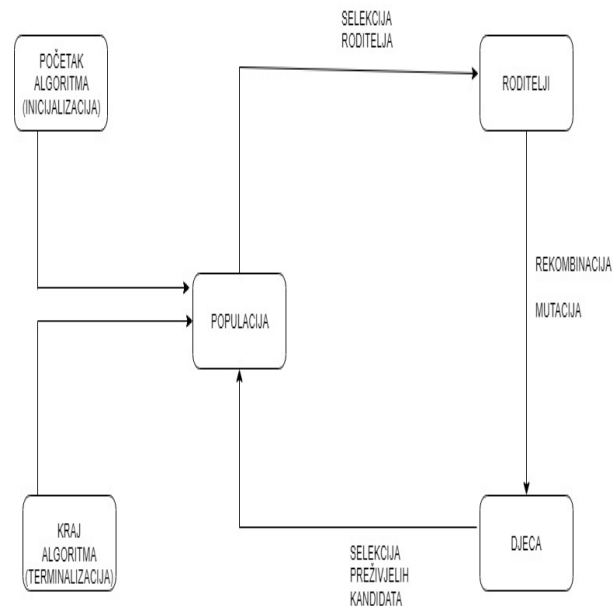 SELEKCIJA
RODITELJA
POČETAK
ALGORITMA
(INICIJALIZACIJA)
RODITELJI
REKOMBINACIJA
MUTACIJA
POPULACIJA
KRAJ
ALGORITMA
(TERMINALIZACIJA)
DJECA
SELEKCIJA
PREŽIVJELIH
KANDIDATA